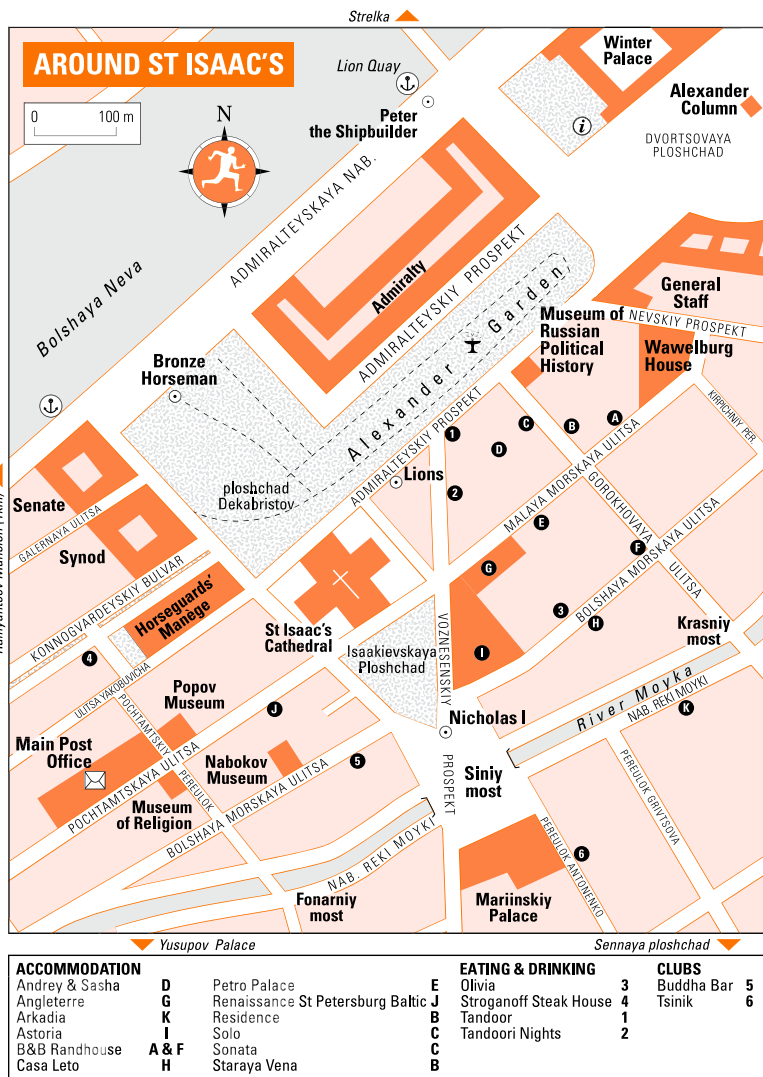 Strelka
AROUND ST ISAAC'S
0 100 m
N
Lion Quay
Peter
the Shipbuilder
Winter
Palace
Alexander
Column
i
DVORTSOVAYA
PLOSHCHAD
ADMIRALTEYSKAYA NAB.
Bolshaya Neva
Admiralty
ADMIRALTEYSKIY PROSPEKT
Alexander Garden
General
Staff
NEVSKIY PROSPEKT
Museum of
Russian
Political
History
Wawelburg
House
KIRPICHNIY PER.
Bronze
Horseman
ADMIRALTEYSKIY PROSPEKT
1
C
B
A
D
Lions
2
ploshchad
Dekabristov
MALAYA MORSKAYA ULITSA
GOROKHOVAYA ULITSA
E
F
G
BOLSHAYA MORSKAYA ULITSA
Senate
GALERNAYA ULITSA
Synod
KONNOGVARDEYSKIY BULVAR
Horseguards'
Manège
St Isaac's
Cathedral
Isaakievskaya
Ploshchad
VOZNESENSKIY PROSPEKT
I
3
H
Krasniy
most
4
ULITSA YAKOBUVICHA
POCHTAMTSKIY PEREULOK
Popov
Museum
J
Nicholas I
River Moyka
NAB. REKI MOYKI
K
Main Post
Office
Nabokov
Museum
5
Siniy
most
POCHTAMTSKAYA ULITSA
Museum
of Religion
BOLSHAYA MORSKAYA ULITSA
PEREULOK GRIVTSOVA
NAB. REKI MOYKI
PEREULOK ANTONENKO
6
Fonarniy
most
Mariinskiy
Palace
Yusupov Palace
Sennaya ploshchad
ACCOMMODATION
Andrey & Sasha D
Angleterre G
Arkadia K
Astoria I
B&B Randhouse A & F
Casa Leto H
Petro Palace E
Renaissance St Petersburg Baltic J
Residence B
Solo C
Sonata C
Staraya Vena B
EATING & DRINKING
Olivia 3
Stroganoff Steak House 4
Tandoor 1
Tandoori Nights 2
CLUBS
Buddha Bar 5
Tsinik 6